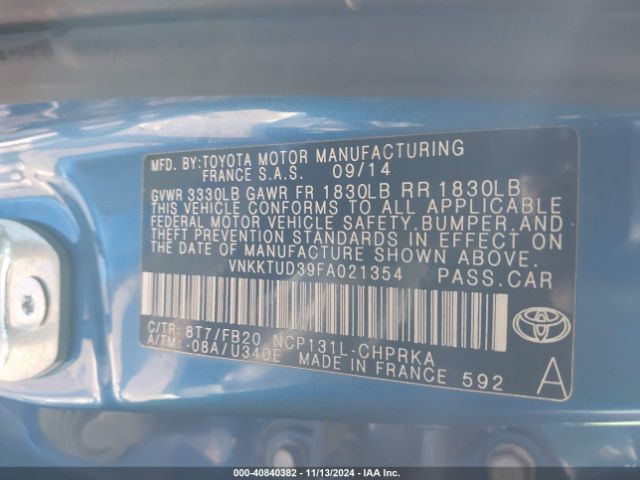 MFD. BY:TOYOTA MOTOR MANUFACTURING
FRANCE S.A.S. 09/14
GVWR 3330LB GAWR FR 1830LB RR 1830LB
THIS VEHICLE CONFORMS TO ALL APPLICABLE
FEDERAL MOTOR VEHICLE SAFETY,BUMPER,AND
THEFT PREVENTION STANDARDS IN EFFECT ON
THE DATE OF MANUFACTURE SHOWN ABOVE.
VNKKTUD39FA021354 PASS.CAR
C/TR: 8T7/FB20 NCP131L-CHPRKA
A/TM: -08A/U340E MADE IN FRANCE 592
A
000-40840382 - 11/13/2024 - IAA Inc.